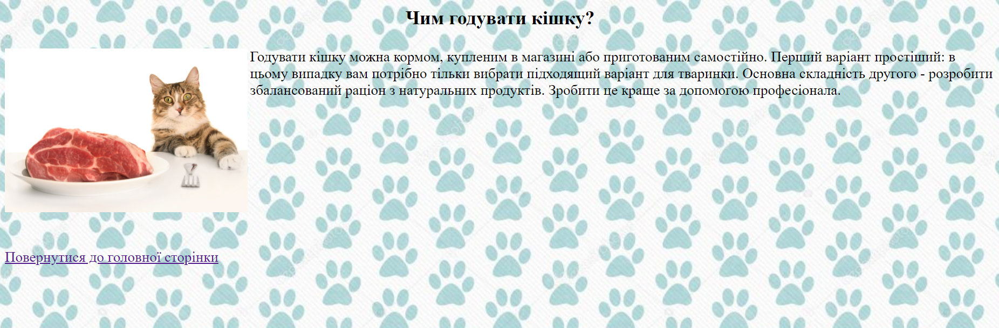 Чим годувати кішку?
Годувати кішку можна кормом, купленим в магазині або приготованим самостійно. Перший варіант простіший: в
цьому випадку вам потрібно тільки вибрати підходящий варіант для тваринки. Основна складність другого - розробити
збалансований раціон з натуральних продуктів. Зробити це краще за допомогою професіонала.
Повернутися до головної сторінки